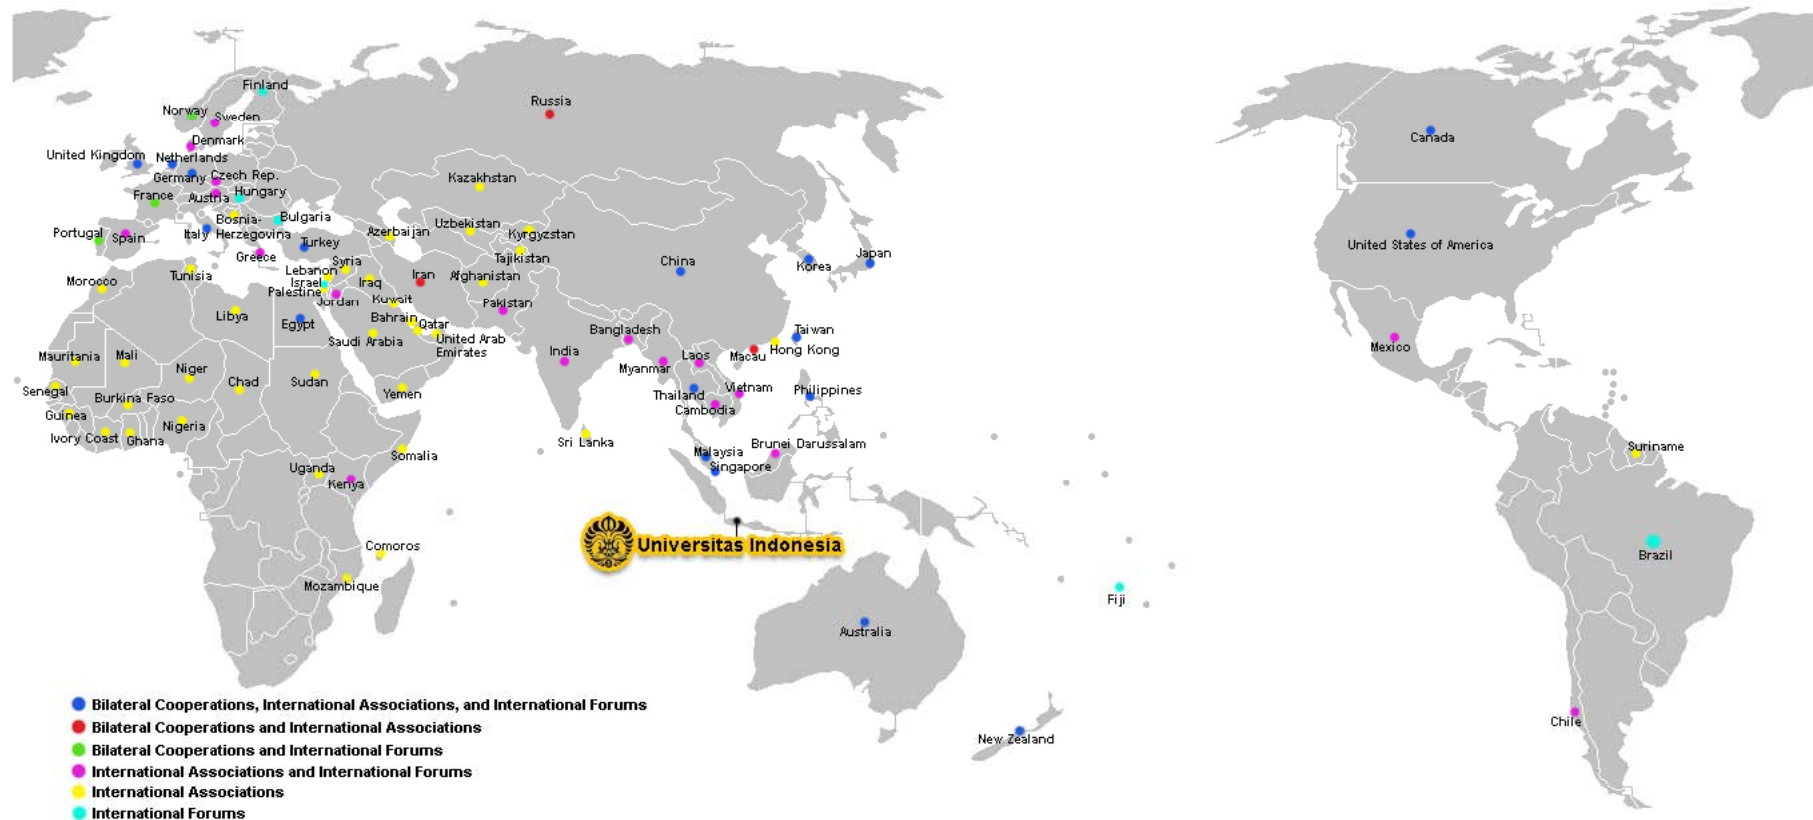 Finland
Norway
Sweden
Denmark
United Kingdom
Netherlands
Germany
Czech Rep.
France
Austria
Hungary
Bosnia-
Herzegovina
Bulgaria
Portugal
Spain
Italy
Greece
Turkey
Russia
Kazakhstan
Azerbaijan
Uzbekistan
Kyrgyzstan
Tajikistan
Morocco
Tunisia
Lebanon
Syria
Israel
Palestine
Jordan
Iraq
Iran
Afghanistan
Kuwait
Pakistan
China
Korea
Japan
Libya
Egypt
Bahrain
Qatar
Saudi Arabia
United Arab
Emirates
India
Bangladesh
Myanmar
Laos
Macau
Hong Kong
Taiwan
Mauritania
Mali
Niger
Chad
Sudan
Yemen
Thailand
Vietnam
Cambodia
Philippines
Senegal
Burkina Faso
Guinea
Ivory Coast
Ghana
Nigeria
Somalia
Sri Lanka
Malaysia
Singapore
Brunei Darussalam
Uganda
Kenya
Universitas Indonesia
Comoros
Mozambique
Australia
Fiji
New Zealand
Canada
United States of America
Mexico
Suriname
Brazil
Chile
Bilateral Cooperations, International Associations, and International Forums
Bilateral Cooperations and International Associations
Bilateral Cooperations and International Forums
International Associations and International Forums
International Associations
International Forums